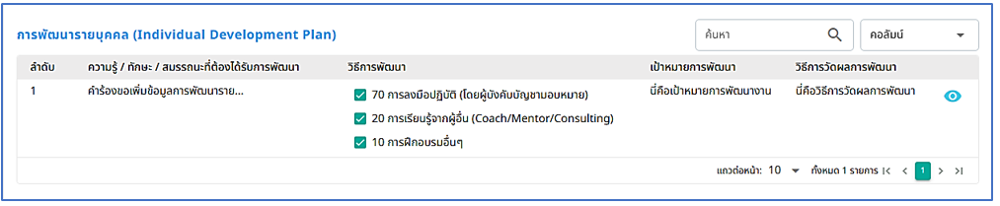 การพัฒนารายบุคคล (Individual Development Plan)
ค้นหา
คอลัมน์
ลำดับ ความรู้ / ทักษะ / สมรรถนะที่ต้องได้รับการพัฒนา วิธีการพัฒนา เป้าหมายการพัฒนา วิธีการวัดผลการพัฒนา
1 คำร้องขอเพิ่มข้อมูลการพัฒนาราย... 70 การลงมือปฏิบัติ (โดยผู้บังคับบัญชามอบหมาย) นี่คือเป้าหมายการพัฒนางาน นี่คือวิธีการวัดผลการพัฒนา
20 การเรียนรู้จากผู้อื่น (Coach/Mentor/Consulting)
10 การฝึกอบรมอื่นๆ
แถวต่อหน้า: 10 ทั้งหมด 1 รายการ 1